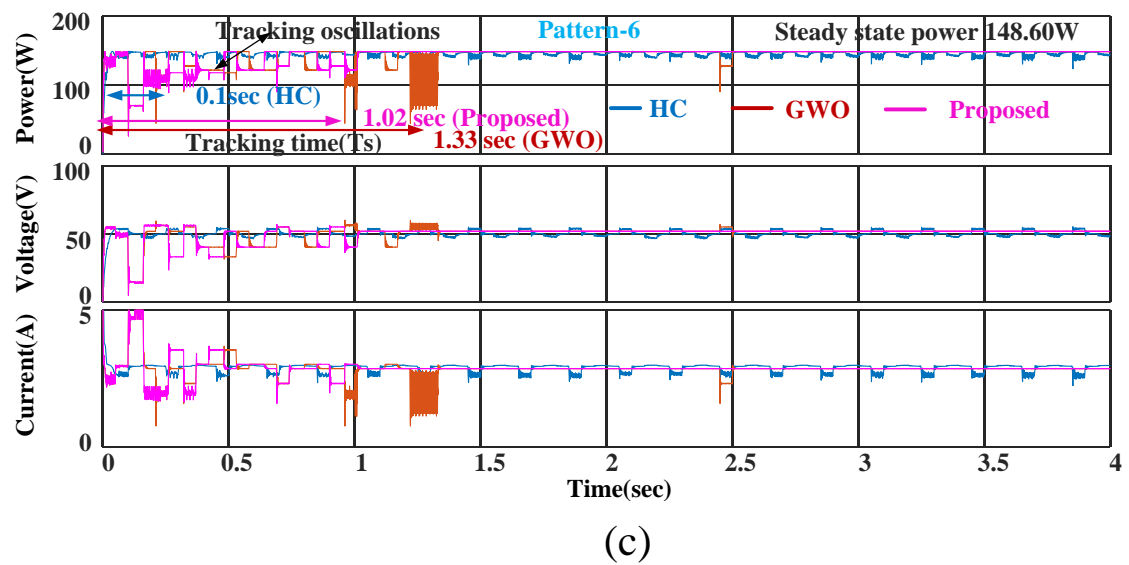 200
Tracking oscillations
Pattern-6
Steady state power 148.60W
Power(W)
100
0.1sec (HC)
HC
GWO
Proposed
1.02 sec (Proposed)
Tracking time(Ts)
1.33 sec (GWO)
0
100
Voltage(V)
50
0
5
Current(A)
0
0 0.5 1 1.5 2 2.5 3 3.5 4
Time(sec)
(c)